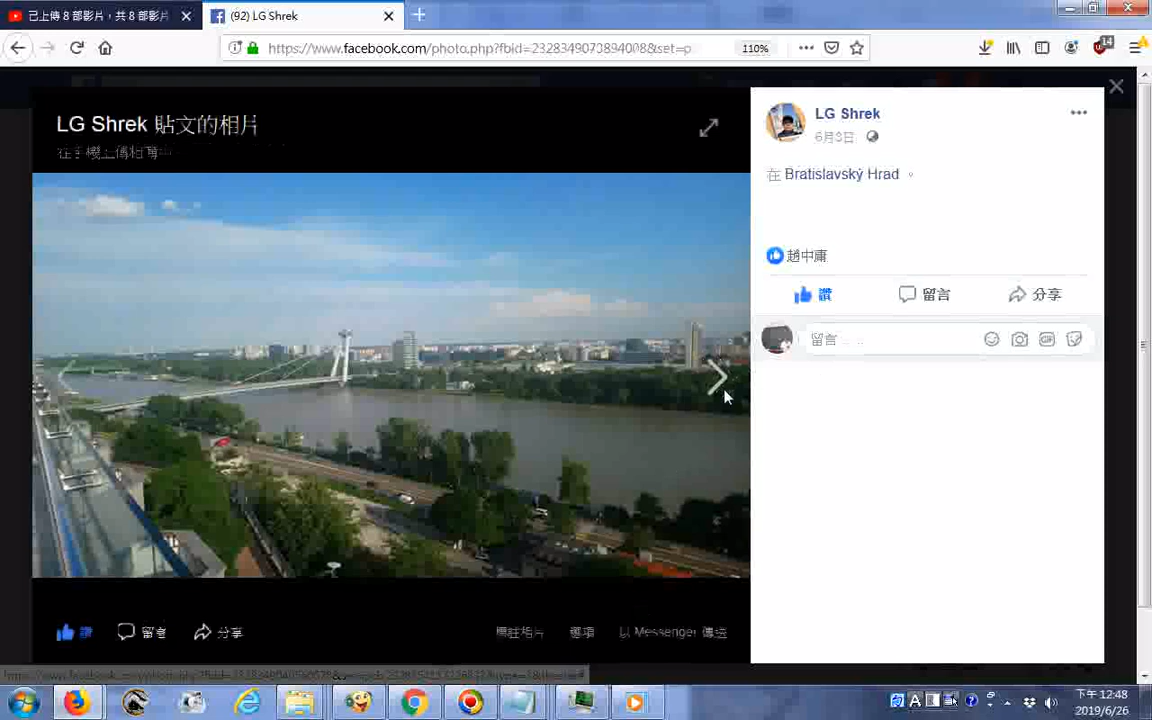 已上傳 8 部影片，共 8 部影片
(92) LG Shrek
https://www.facebook.com/photo.php?fbid=2328349073894008&set=p
110%
14
LG Shrek 貼文的相片
LG Shrek
6月3日
在 Bratislavský Hrad 。
趙中庸
讚 留言 分享
留言……
讚 留言 分享 標註相片 選項 以 Messenger 傳送
下午 12:48
2019/6/26